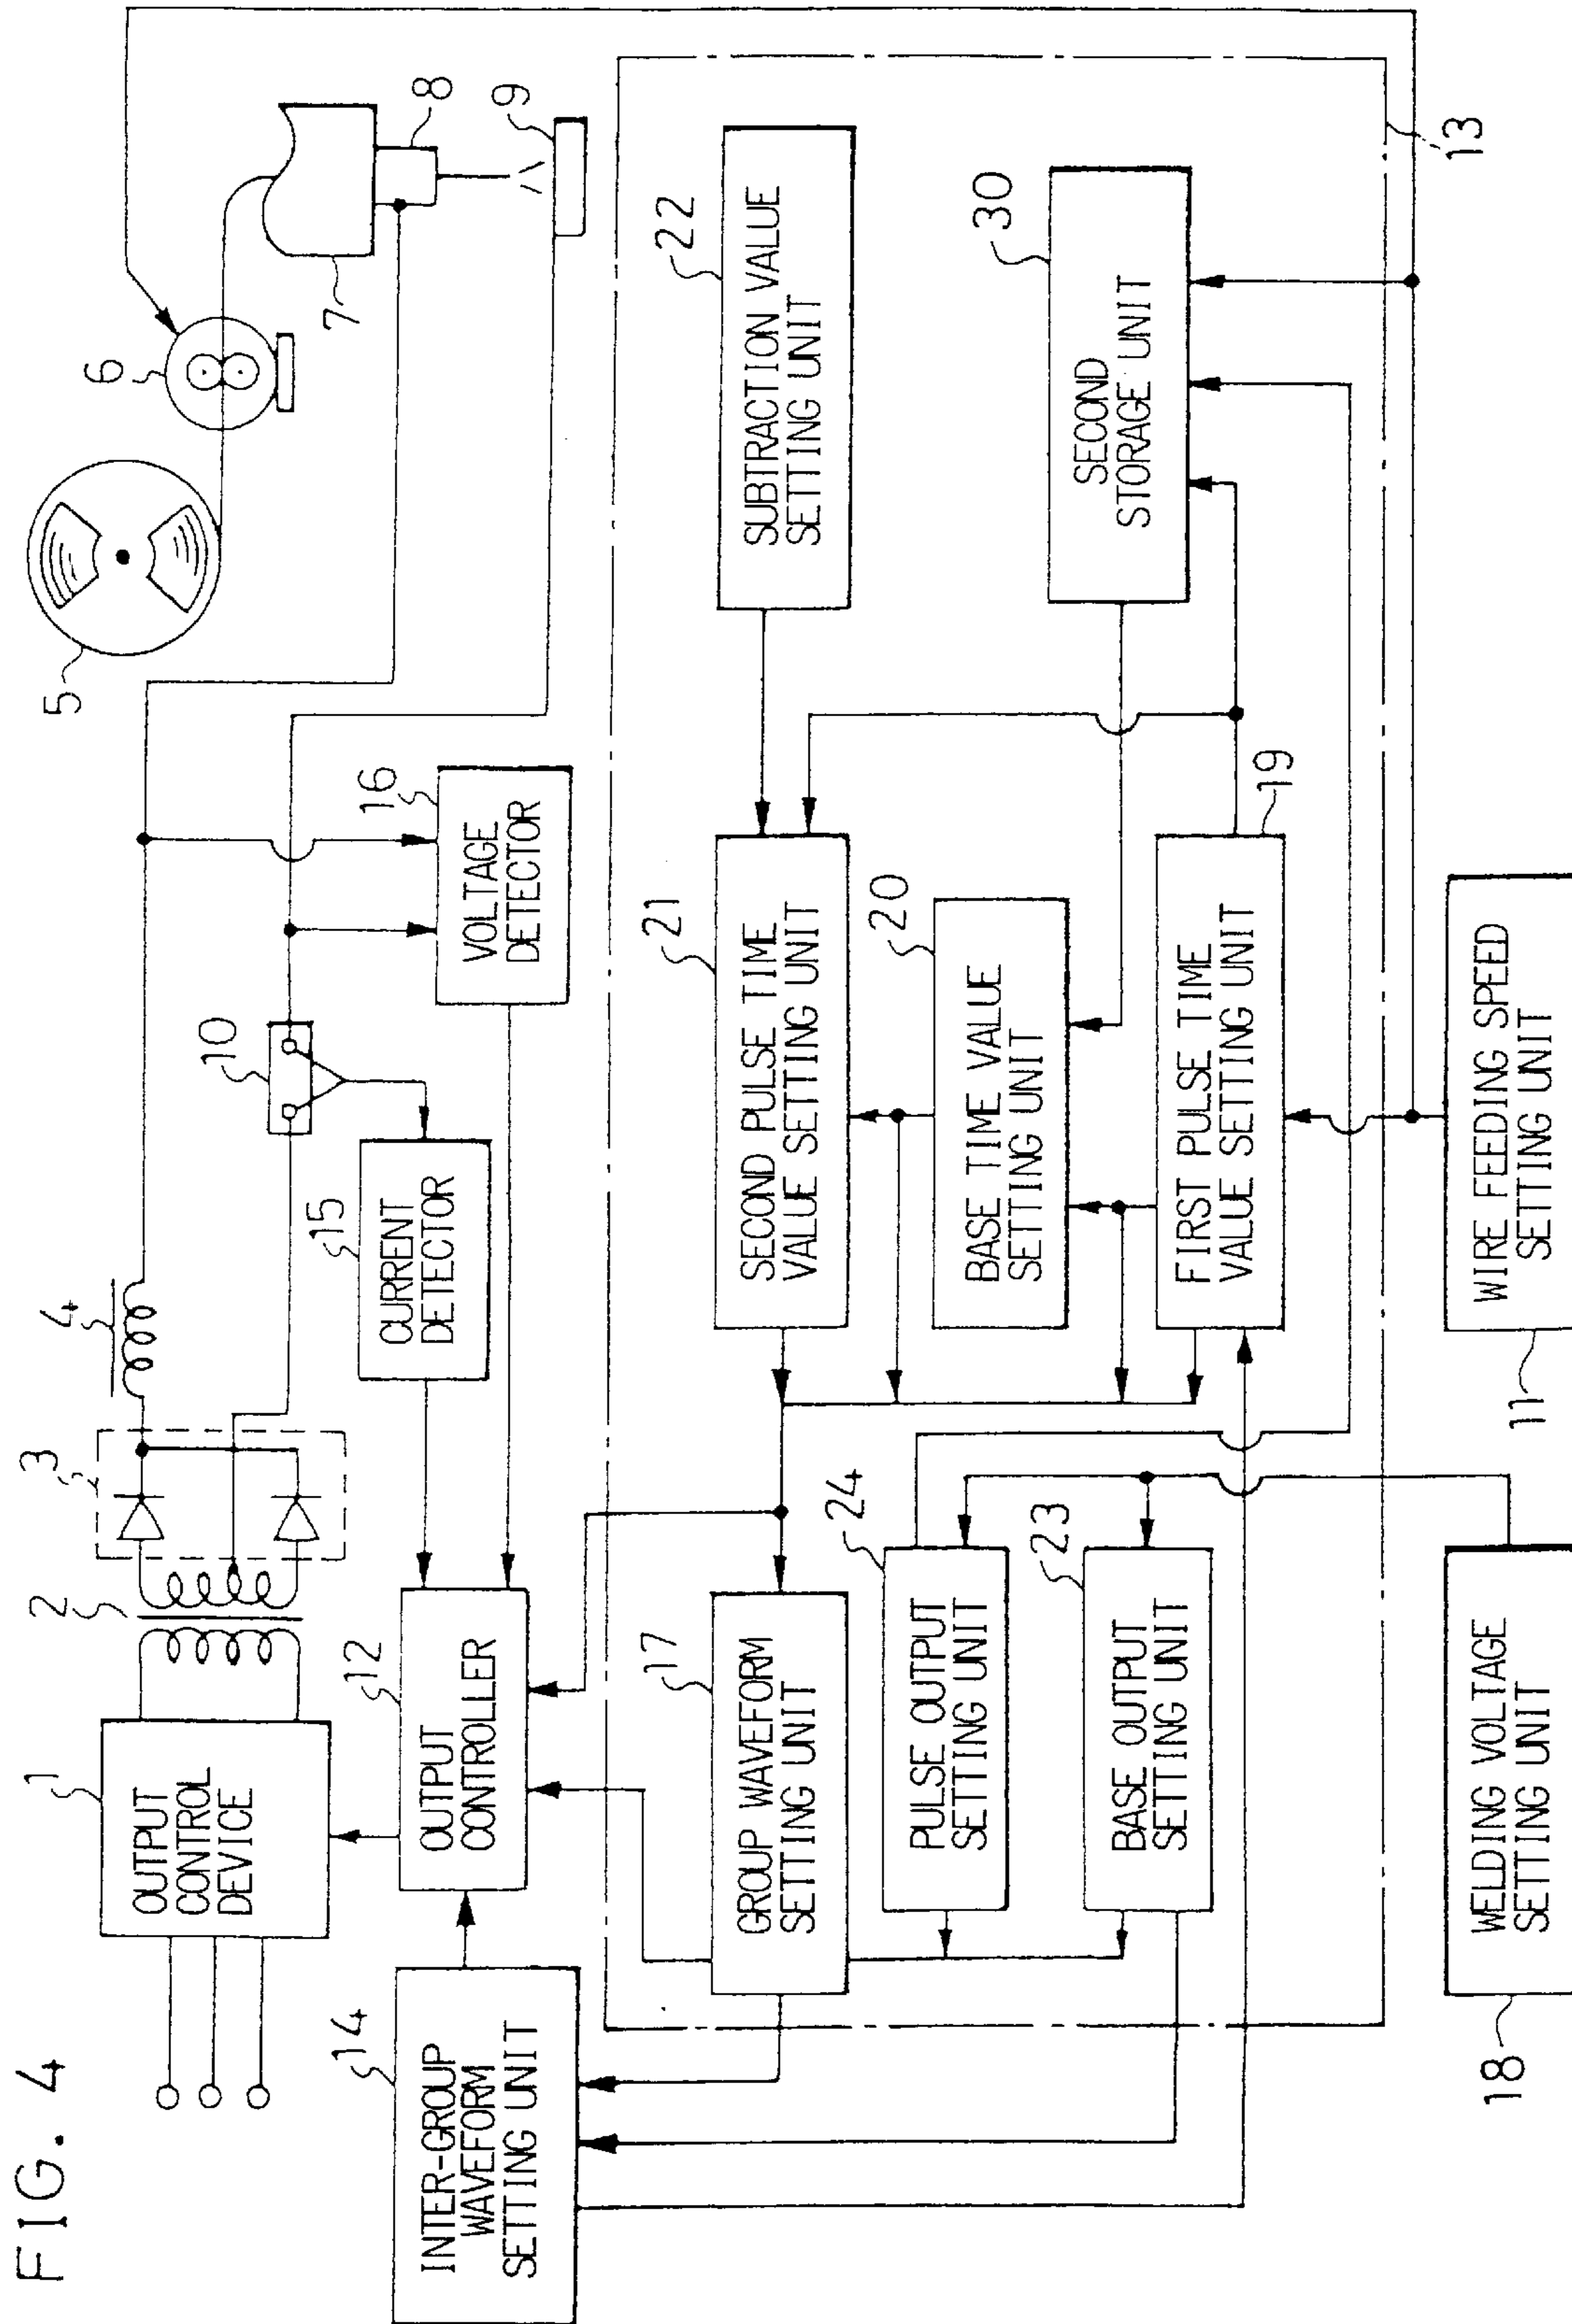 FIG. 4
1
OUTPUT
CONTROL
DEVICE
2
3
4
5
6
7
8
9
10
14
INTER-GROUP
WAVEFORM
SETTING UNIT
12
OUTPUT
CONTROLLER
15
CURRENT
DETECTOR
16
VOLTAGE
DETECTOR
17
GROUP WAVEFORM
SETTING UNIT
21
SECOND PULSE TIME
VALUE SETTING UNIT
22
SUBTRACTION VALUE
SETTING UNIT
24
PULSE OUTPUT
SETTING UNIT
20
BASE TIME VALUE
SETTING UNIT
30
SECOND
STORAGE UNIT
23
BASE OUTPUT
SETTING UNIT
FIRST PULSE TIME
VALUE SETTING UNIT
19
13
18
WELDING VOLTAGE
SETTING UNIT
11
WIRE FEEDING SPEED
SETTING UNIT